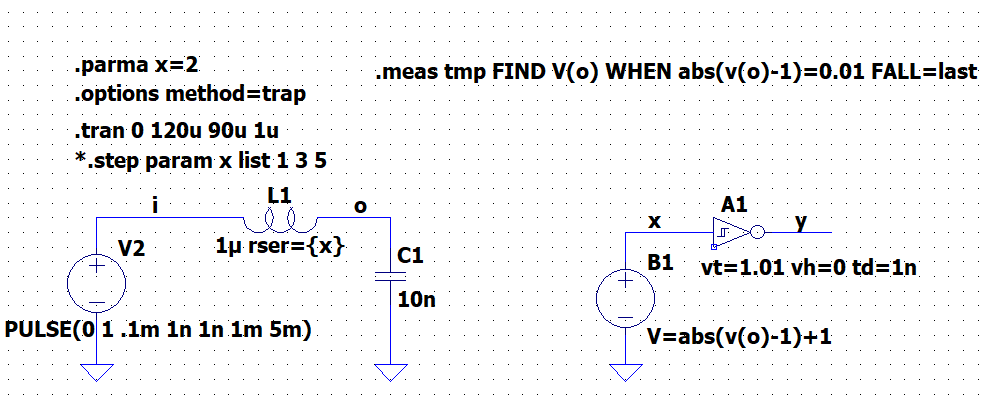 .parma x=2
.options method=trap
.tran 0 120u 90u 1u
*.step param x list 1 3 5
.meas tmp FIND V(o) WHEN abs(v(o)-1)=0.01 FALL=last
i
L1
o
1µ rser={x}
V2
C1
10n
PULSE(0 1 .1m 1n 1n 1m 5m)
x
A1
y
B1
vt=1.01 vh=0 td=1n
V=abs(v(o)-1)+1